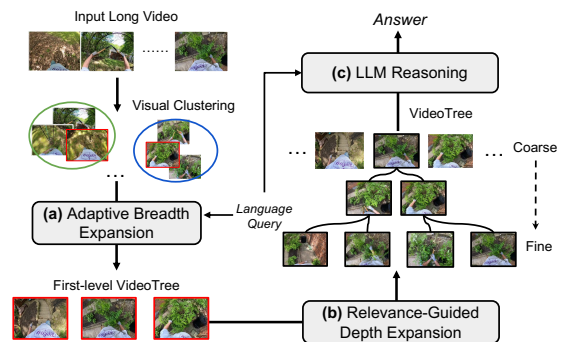 Input Long Video
......
Visual Clustering
...
(a) Adaptive Breadth
Expansion
First-level VideoTree
Answer
(c) LLM Reasoning
VideoTree
...
...
Coarse
Language
Query
Fine
(b) Relevance-Guided
Depth Expansion